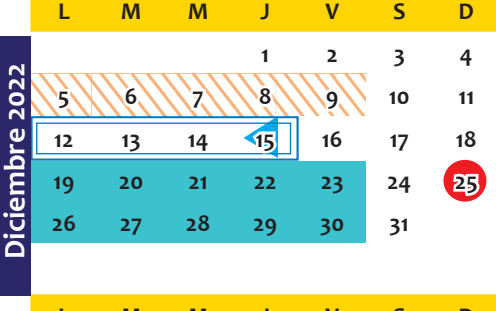 L M M J V S D
Diciembre 2022
1 2 3 4
5 6 7 8 9 10 11
12 13 14 15 16 17 18
19 20 21 22 23 24 25
26 27 28 29 30 31
L M M J V S D